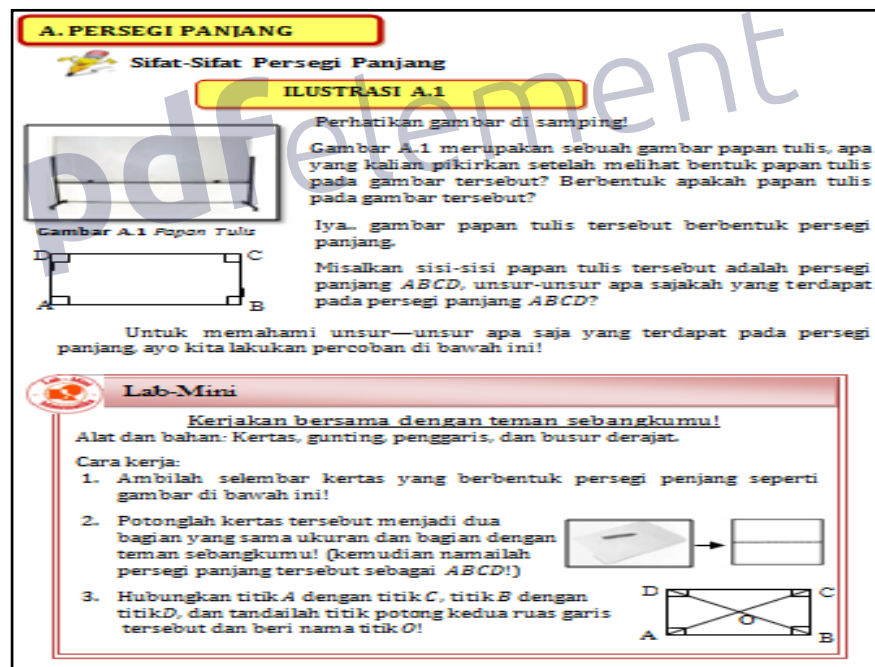 A. PERSEGI PANJANG
Sifat-Sifat Persegi Panjang
ILUSTRASI A.1
Perhatikan gambar di samping!
Gambar A.1 merupakan sebuah gambar papan tulis, apa
yang kalian pikirkan setelah melihat bentuk papan tulis
pada gambar tersebut? Berbentuk apakah papan tulis
pada gambar tersebut?
Gambar A.1 Papan Tulis
Iya.. gambar papan tulis tersebut berbentuk persegi
panjang.
D C
A B
Misalkan sisi-sisi papan tulis tersebut adalah persegi
panjang ABCD, unsur-unsur apa sajakah yang terdapat
pada persegi panjang ABCD?
Untuk memahami unsur—unsur apa saja yang terdapat pada persegi
panjang, ayo kita lakukan percoban di bawah ini!
Lab-Mini
Kerjakan bersama dengan teman sebangkumu!
Alat dan bahan: Kertas, gunting, penggaris, dan busur derajat.
Cara kerja:
1. Ambilah selembar kertas yang berbentuk persegi penjang seperti
gambar di bawah ini!
2. Potonglah kertas tersebut menjadi dua
bagian yang sama ukuran dan bagian dengan
teman sebangkumu! (kemudian namailah
persegi panjang tersebut sebagai ABCD!)
3. Hubungkan titik A dengan titik C, titik B dengan
titik D, dan tandailah titik potong kedua ruas garis
tersebut dan beri nama titik O!
D C
O
A B
pdfelement